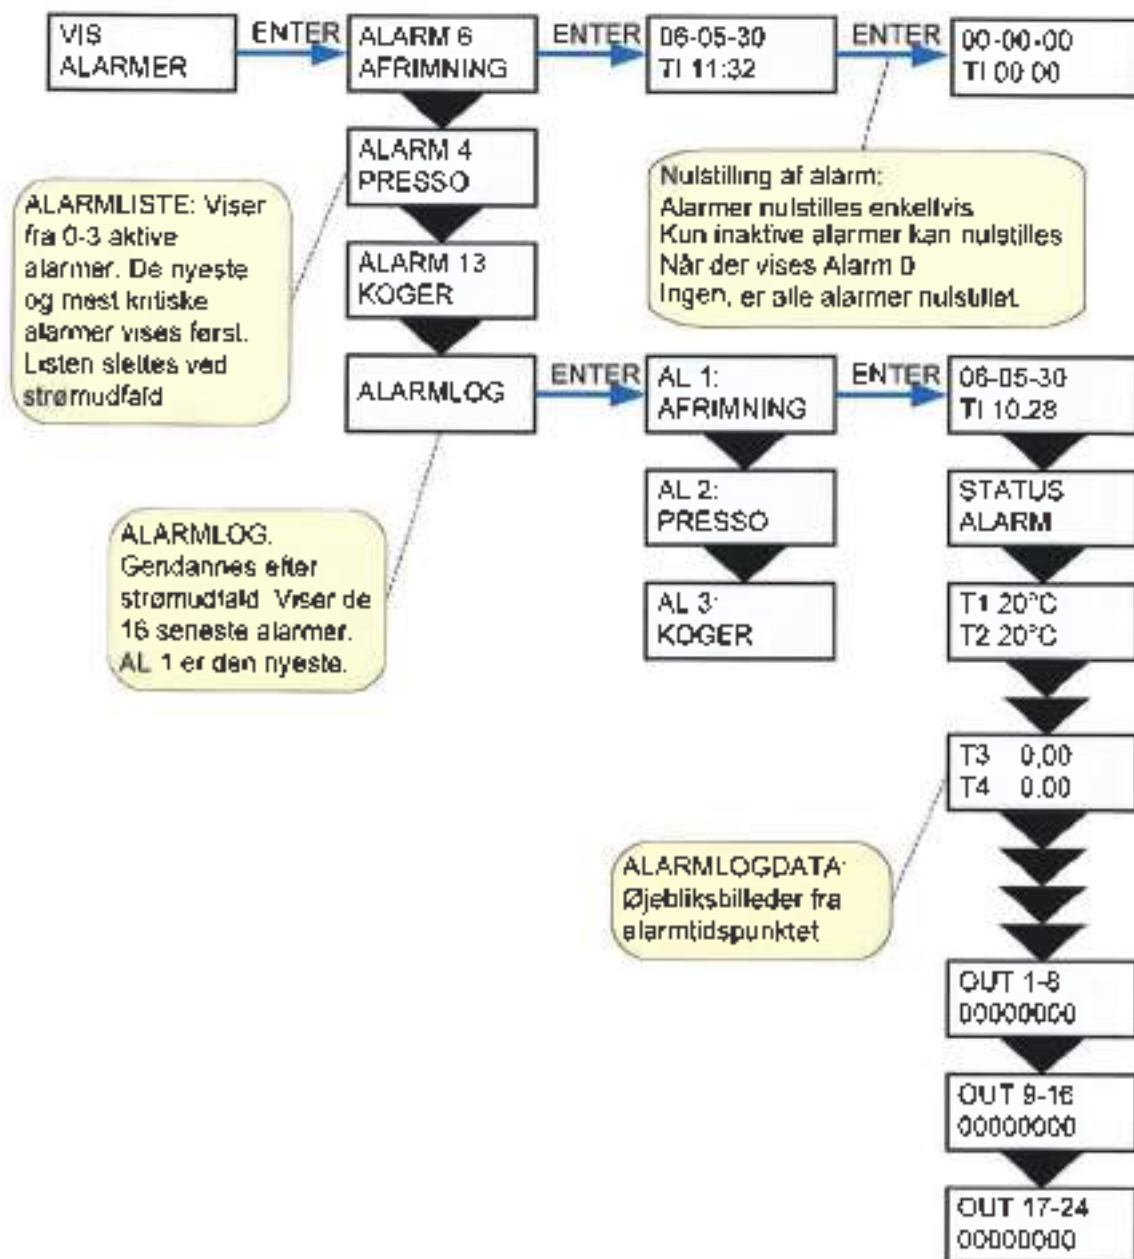 VIS
ALARMER
ENTER
ALARM 6
AFRIMNING
ENTER
06-05-30
TI 11:32
ENTER
00-00-00
TI 00:00
ALARM 4
PRESSO
ALARM 13
KOGER
ALARMLISTE: Viser
fra 0-3 aktive
alarmer. De nyeste
og mest kritiske
alarmer vises først.
Listen slettes ved
strømudfald
Nulstilling af alarm:
Alarmer nulstilles enkeltvis
Kun inaktive alarmer kan nulstilles
Når der vises Alarm 0
Ingen, er alle alarmer nulstillet.
ALARMLOG
ENTER
AL 1:
AFRIMNING
ENTER
06-05-30
TI 10:28
AL 2:
PRESSO
AL 3:
KOGER
STATUS
ALARM
T1 20°C
T2 20°C
T3 0,00
T4 0.00
ALARMLOG:
Gendannes efter
strømudfald. Viser de
16 seneste alarmer.
AL 1 er den nyeste.
ALARMLOGDATA:
Øjebliksbilleder fra
alarmtidspunktet
OUT 1-8
00000000
OUT 9-16
00000000
OUT 17-24
00000000